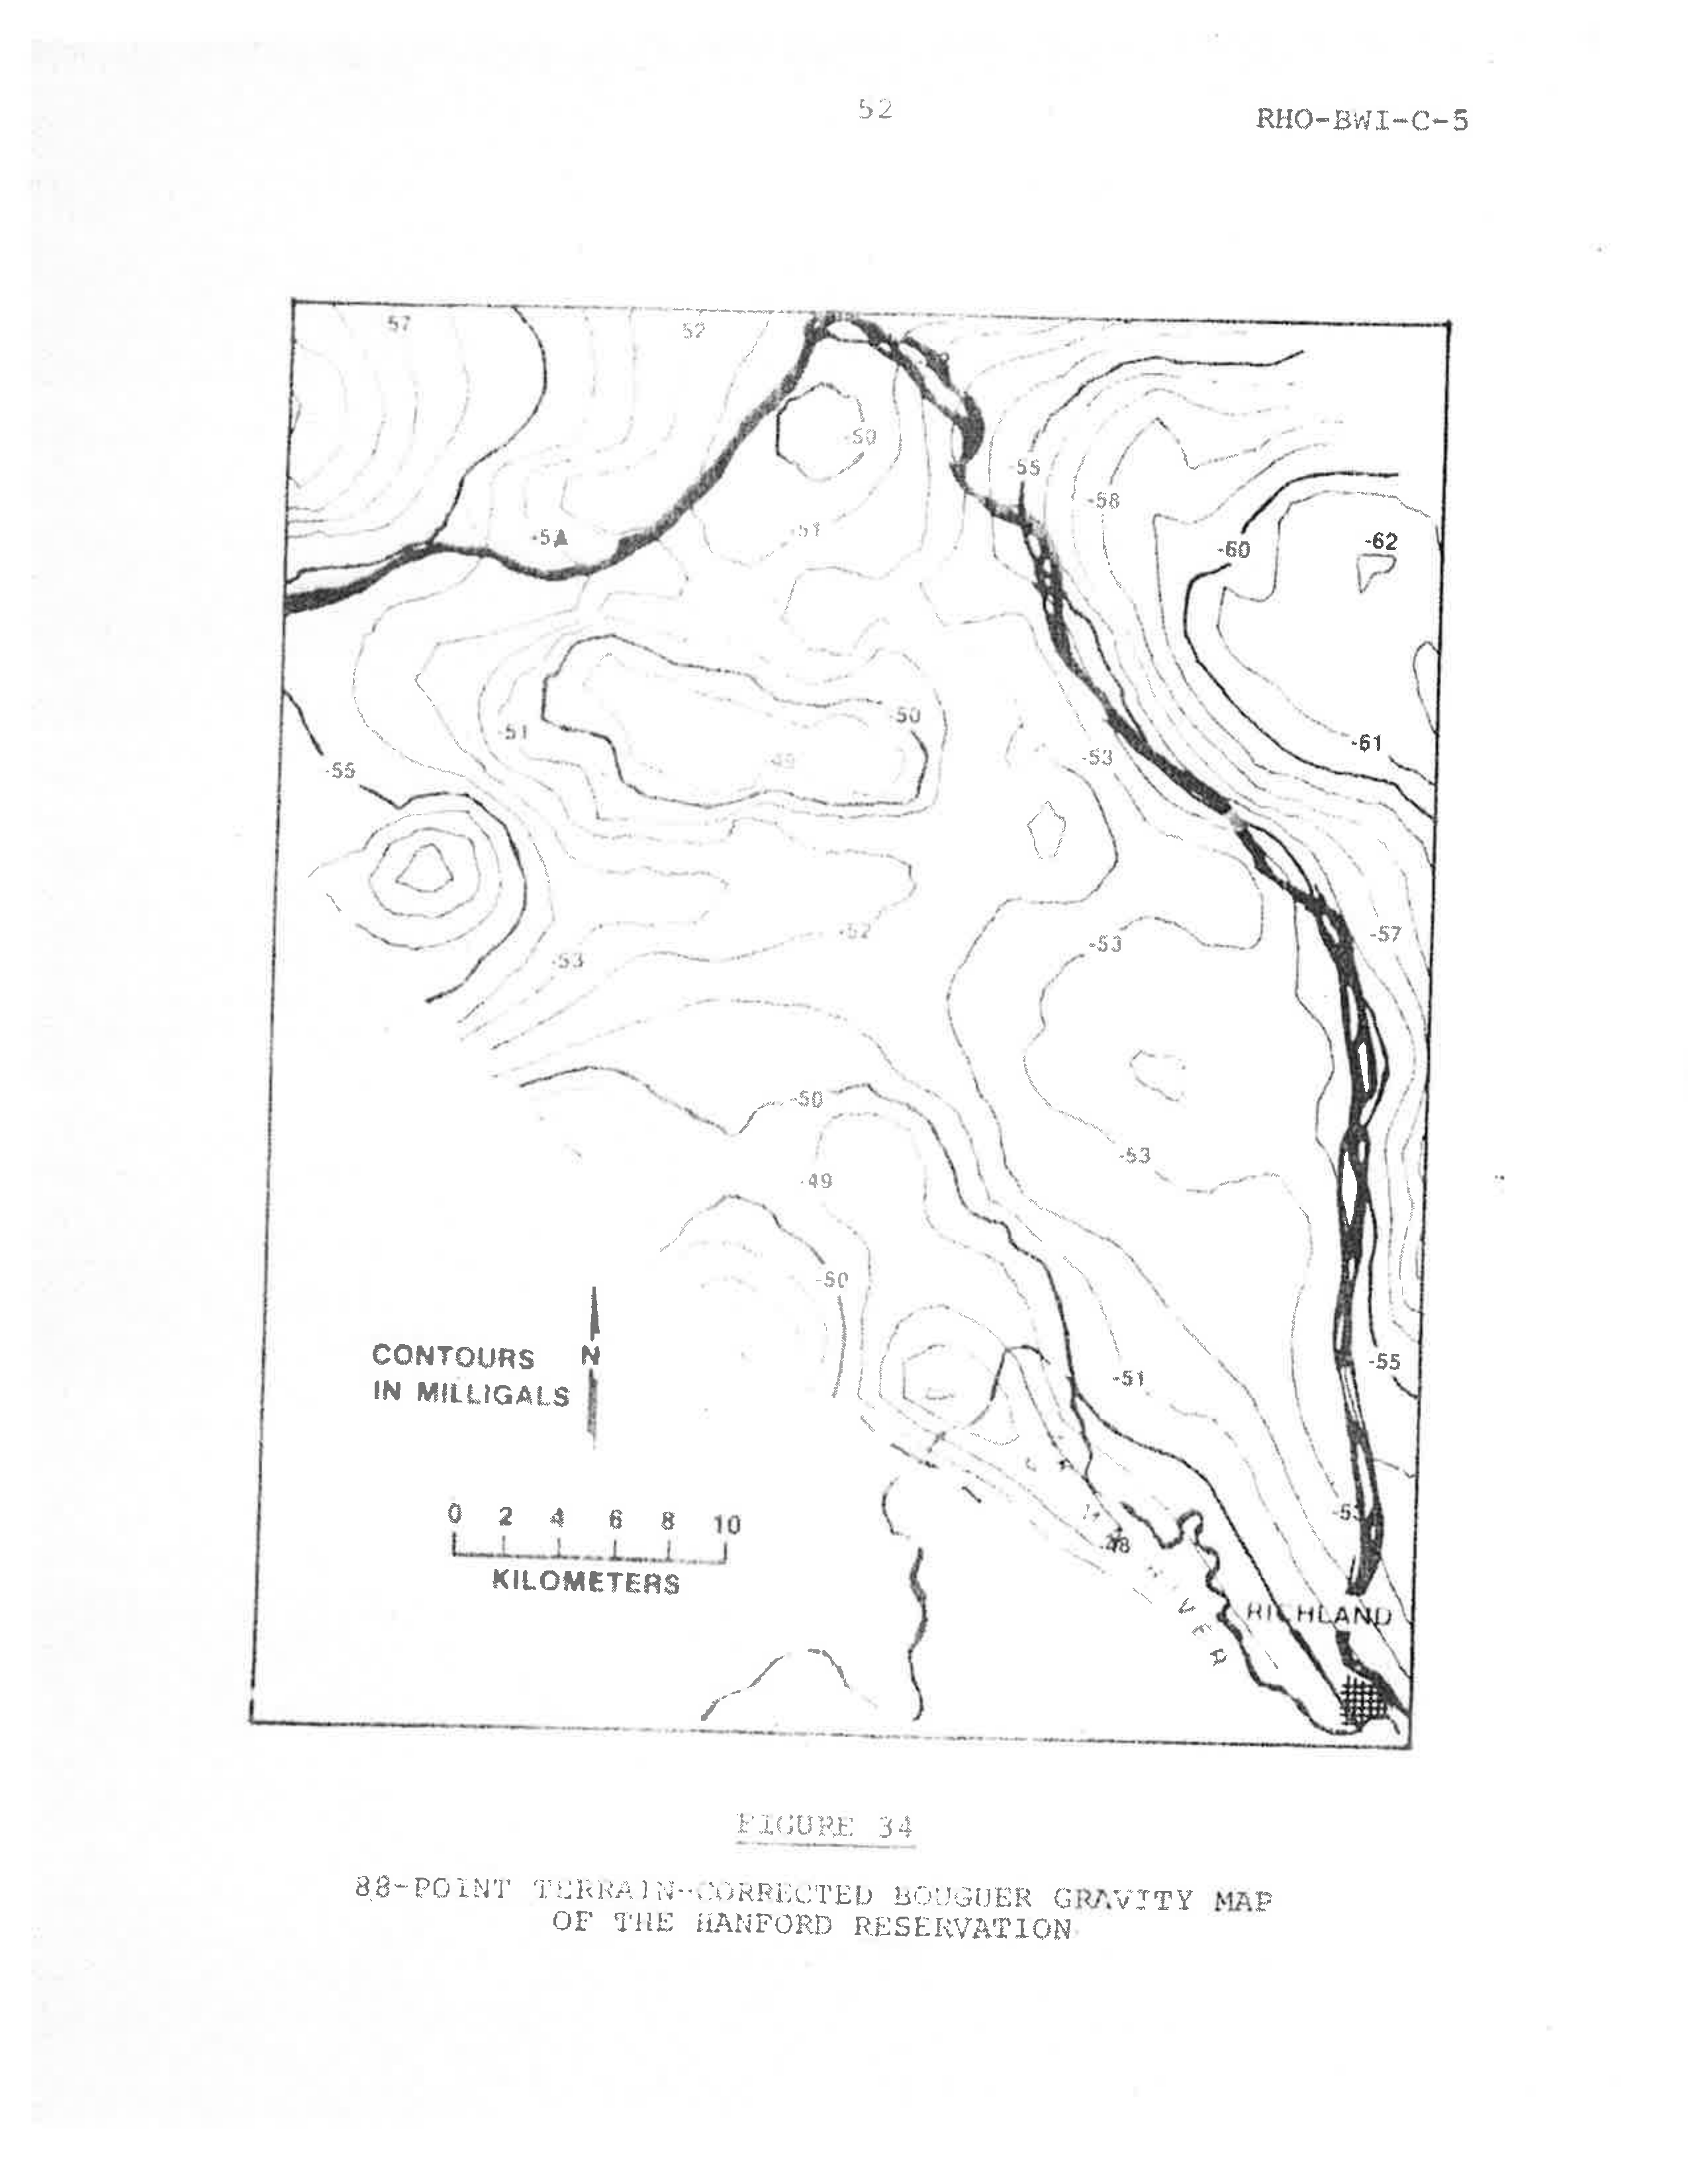 52
RHO-BWI-C-5
57
52
-50
-55
-58
-51
-5
-60
-62
-50
-51
-49
-53
-61
-55
-52
-53
-53
-57
-50
-53
-49
-50
CONTOURS
IN MILLIGALS
N
-51
-55
0 2 4 6 8 10
KILOMETERS
-53
-48
RIVER
RICHLAND
FIGURE 34
88-POINT TERRAIN-CORRECTED BOUGUER GRAVITY MAP
OF THE HANFORD RESERVATION